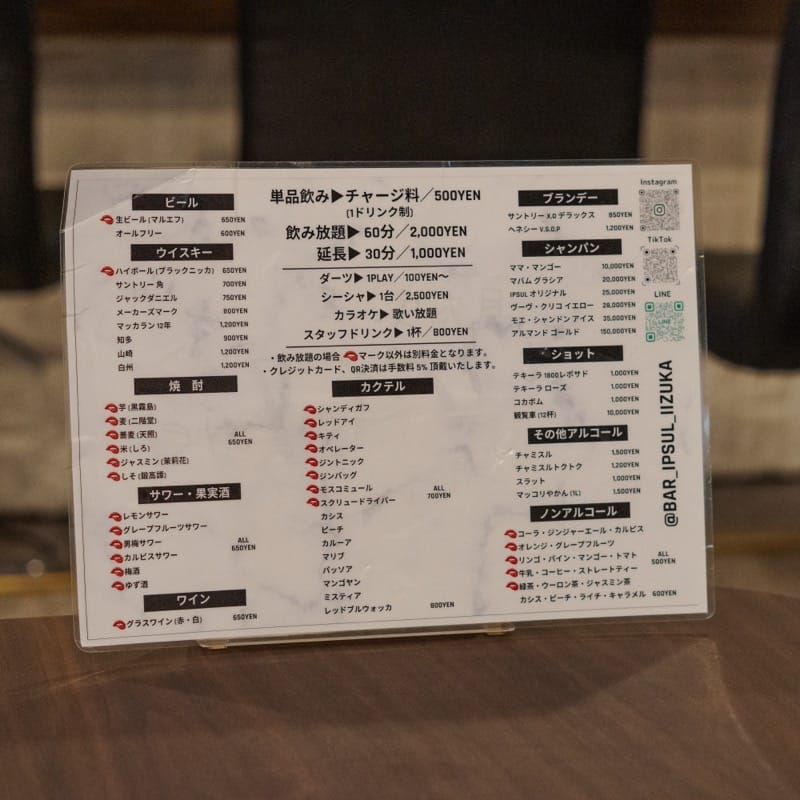 ビール
生ビール(マルエフ) 650YEN
オールフリー 600YEN
ウイスキー
ハイボール(ブラックニッカ) 650YEN
サントリー 角 700YEN
ジャックダニエル 750YEN
メーカーズマーク 800YEN
マッカラン 12年 1,200YEN
知多 900YEN
山崎 1,200YEN
白州 1,200YEN
焼 酎
芋(黒霧島)
麦(二階堂)
蕎麦(天照)
米(しろ)
ジャスミン(茉莉花)
しそ(鍛高譚)
ALL
650YEN
サワー・果実酒
レモンサワー
グレープフルーツサワー
男梅サワー
カルピスサワー
梅酒
ゆず酒
ALL
650YEN
ワイン
グラスワイン(赤・白) 650YEN
単品飲み▶チャージ料／500YEN
(1ドリンク制)
飲み放題▶60分／2,000YEN
延長▶30分／1,000YEN
ダーツ▶1PLAY／100YEN〜
シーシャ▶1台／2,500YEN
カラオケ▶歌い放題
スタッフドリンク▶1杯／800YEN
・飲み放題の場合 マーク以外は別料金となります。
・クレジットカード、QR決済は手数料5%頂戴いたします。
カクテル
シャンディガフ
レッドアイ
キティ
オペレーター
ジントニック
ジンバッグ
モスコミュール
スクリュードライバー
カシス
ピーチ
カルーア
マリブ
パッソア
マンゴヤン
ミスティア
ALL
700YEN
レッドブルウォッカ 800YEN
ブランデー
サントリー X.O デラックス 850YEN
ヘネシー V.S.O.P 1,200YEN
シャンパン
ママ・マンゴー 10,000YEN
マバム グラシア 20,000YEN
IPSUL オリジナル 25,000YEN
ヴーヴ・クリコ イエロー 28,000YEN
モエ・シャンドン アイス 35,000YEN
アルマンド ゴールド 150,000YEN
ショット
テキーラ 1800レポサド 1,000YEN
テキーラ ローズ 1,000YEN
コカボム 1,000YEN
観覧車(12杯) 10,000YEN
その他アルコール
チャミスル 1,500YEN
チャミスルトクトク 1,200YEN
スラット 1,000YEN
マッコリやかん(1L) 1,500YEN
ノンアルコール
コーラ・ジンジャーエール・カルピス
オレンジ・グレープフルーツ
リンゴ・パイン・マンゴー・トマト
牛乳・コーヒー・ストレートティー
緑茶・ウーロン茶・ジャスミン茶
ALL
500YEN
カシス・ピーチ・ライチ・キャラメル 600YEN
Instagram
TikTok
LINE
LINE
@BAR_IPSUL_IIZUKA